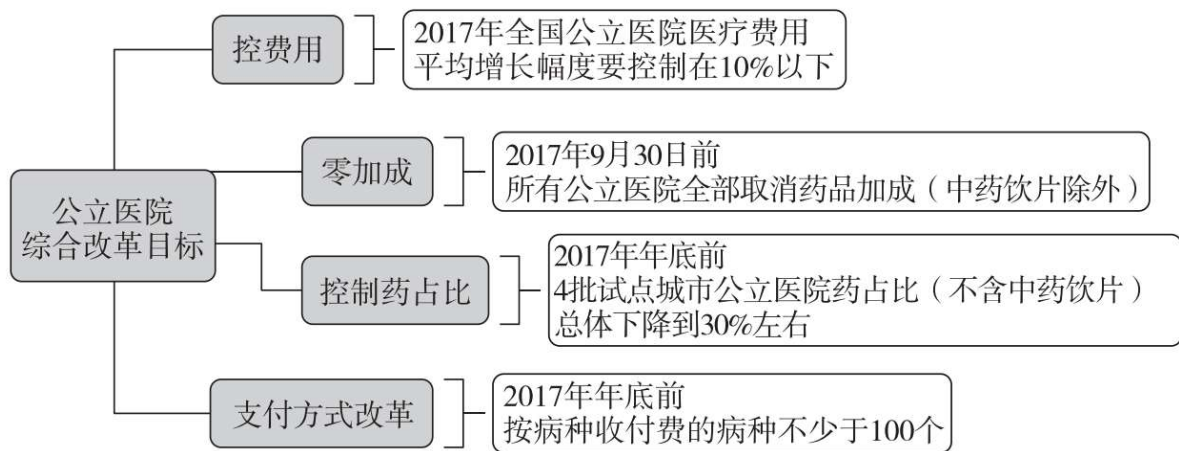 控费用
2017年全国公立医院医疗费用
平均增长幅度要控制在10%以下
零加成
2017年9月30日前
所有公立医院全部取消药品加成（中药饮片除外）
公立医院
综合改革目标
控制药占比
2017年年底前
4批试点城市公立医院药占比（不含中药饮片）
总体下降到30%左右
支付方式改革
2017年年底前
按病种收付费的病种不少于100个